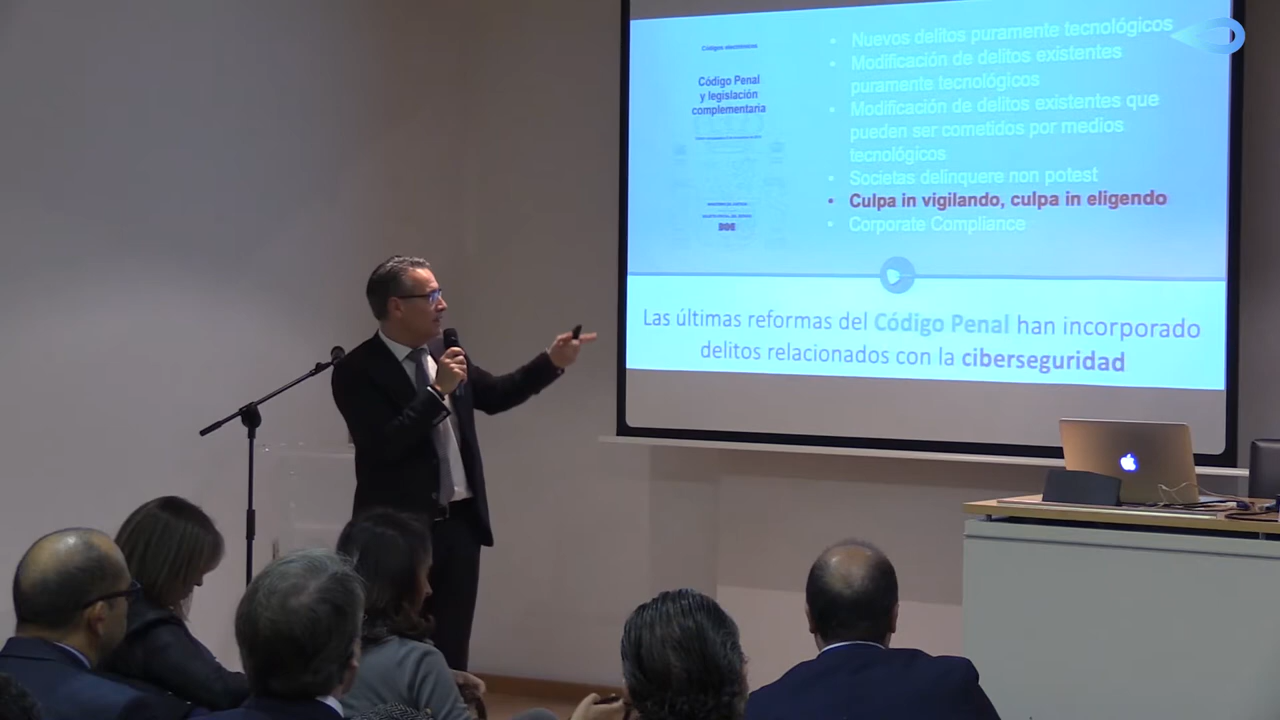 Códigos electrónicos
Código Penal
y legislación
complementaria
BOE
• Nuevos delitos puramente tecnológicos
• Modificación de delitos existentes
puramente tecnológicos
• Modificación de delitos existentes que
pueden ser cometidos por medios
tecnológicos
• Societas delinquere non potest
• Culpa in vigilando, culpa in eligendo
• Corporate Compliance
Las últimas reformas del Código Penal han incorporado
delitos relacionados con la ciberseguridad